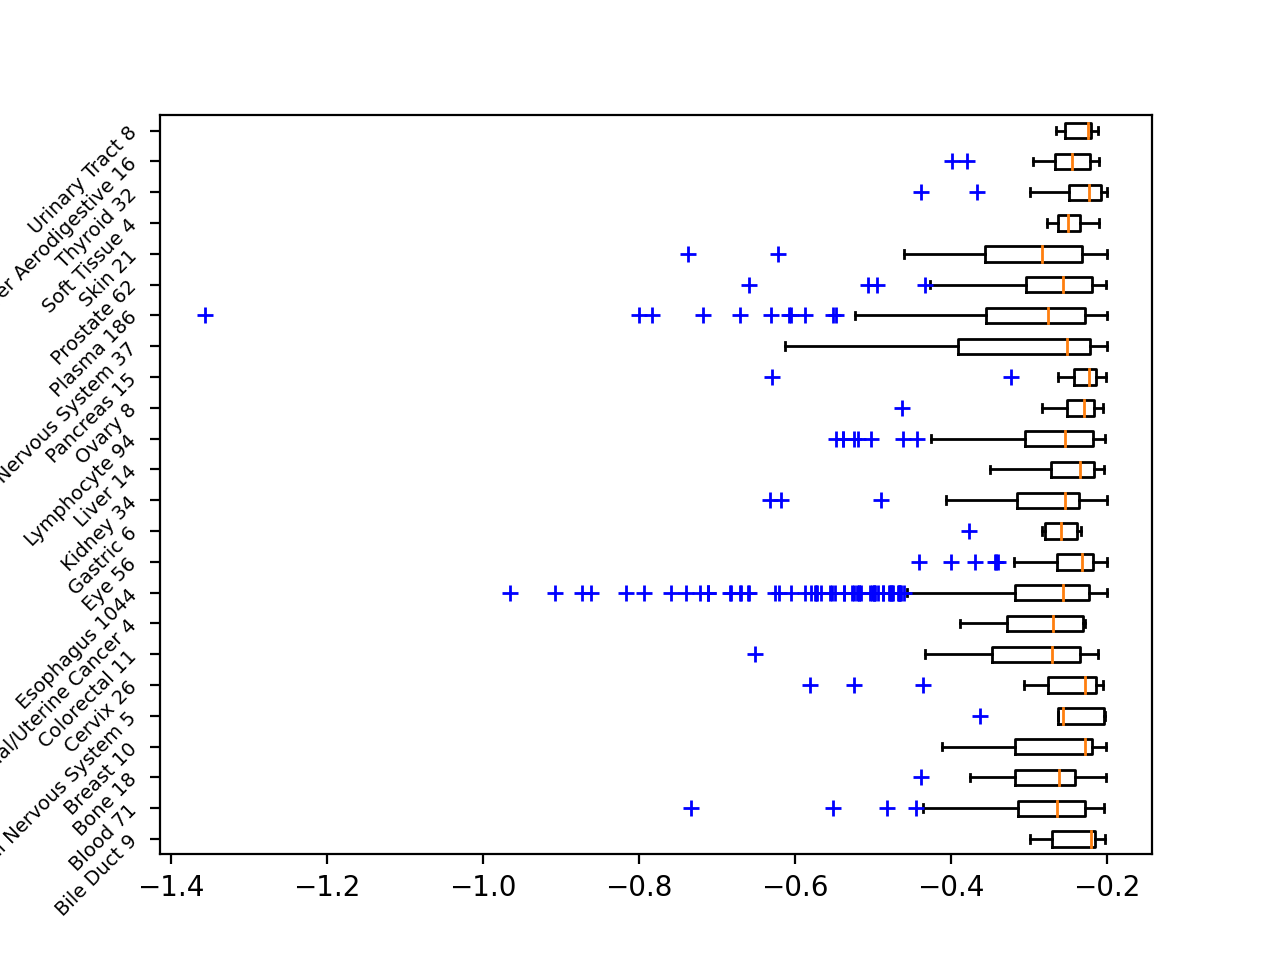 Urinary Tract 8
er Aerodigestive 16
Thyroid 32
Soft Tissue 4
Skin 21
Prostate 62
Plasma 186
Nervous System 37
Pancreas 15
Ovary 8
Lymphocyte 94
Liver 14
Kidney 34
Gastric 6
Eye 56
Esophagus 1044
al/Uterine Cancer 4
Colorectal 11
Cervix 26
l Nervous System 5
Breast 10
Bone 18
Blood 71
Bile Duct 9
−1.4 −1.2 −1.0 −0.8 −0.6 −0.4 −0.2